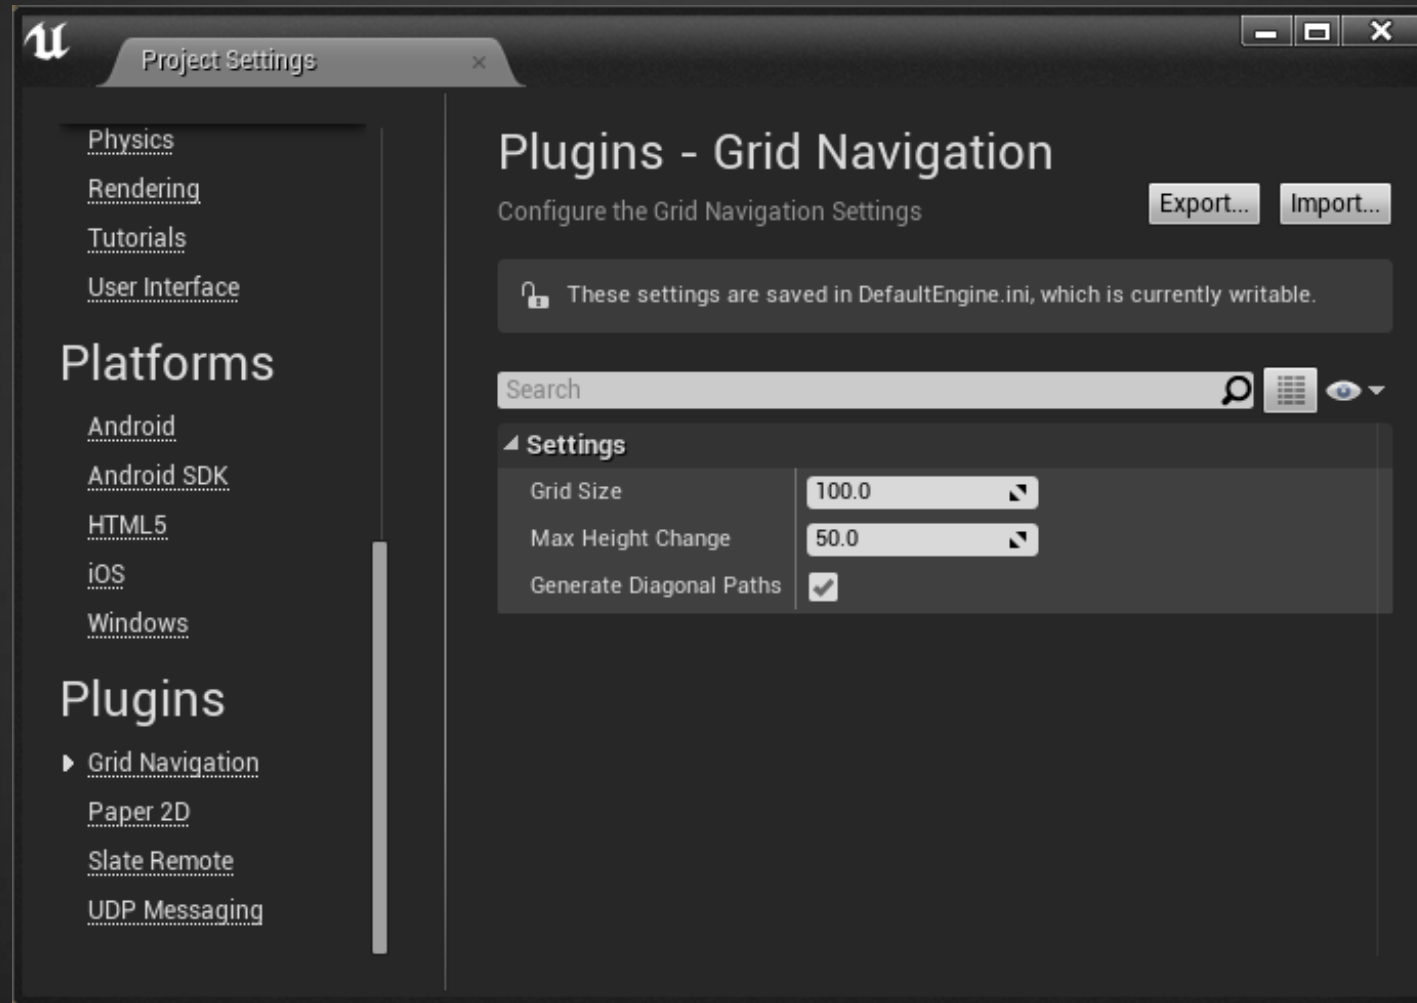 Project Settings
Physics
Rendering
Tutorials
User Interface
Platforms
Android
Android SDK
HTML5
iOS
Windows
Plugins
Grid Navigation
Paper 2D
Slate Remote
UDP Messaging
Plugins - Grid Navigation
Configure the Grid Navigation Settings
Export... Import...
These settings are saved in DefaultEngine.ini, which is currently writable.
Search
Settings
Grid Size 100.0
Max Height Change 50.0
Generate Diagonal Paths